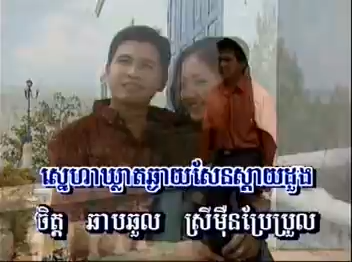 ស្នេហាឃ្លាតឆ្ងាយសែនស្តាយដួង
ចិត្ត ឆាបឆួល ស្រីម៉ឺនប្រែប្រួល